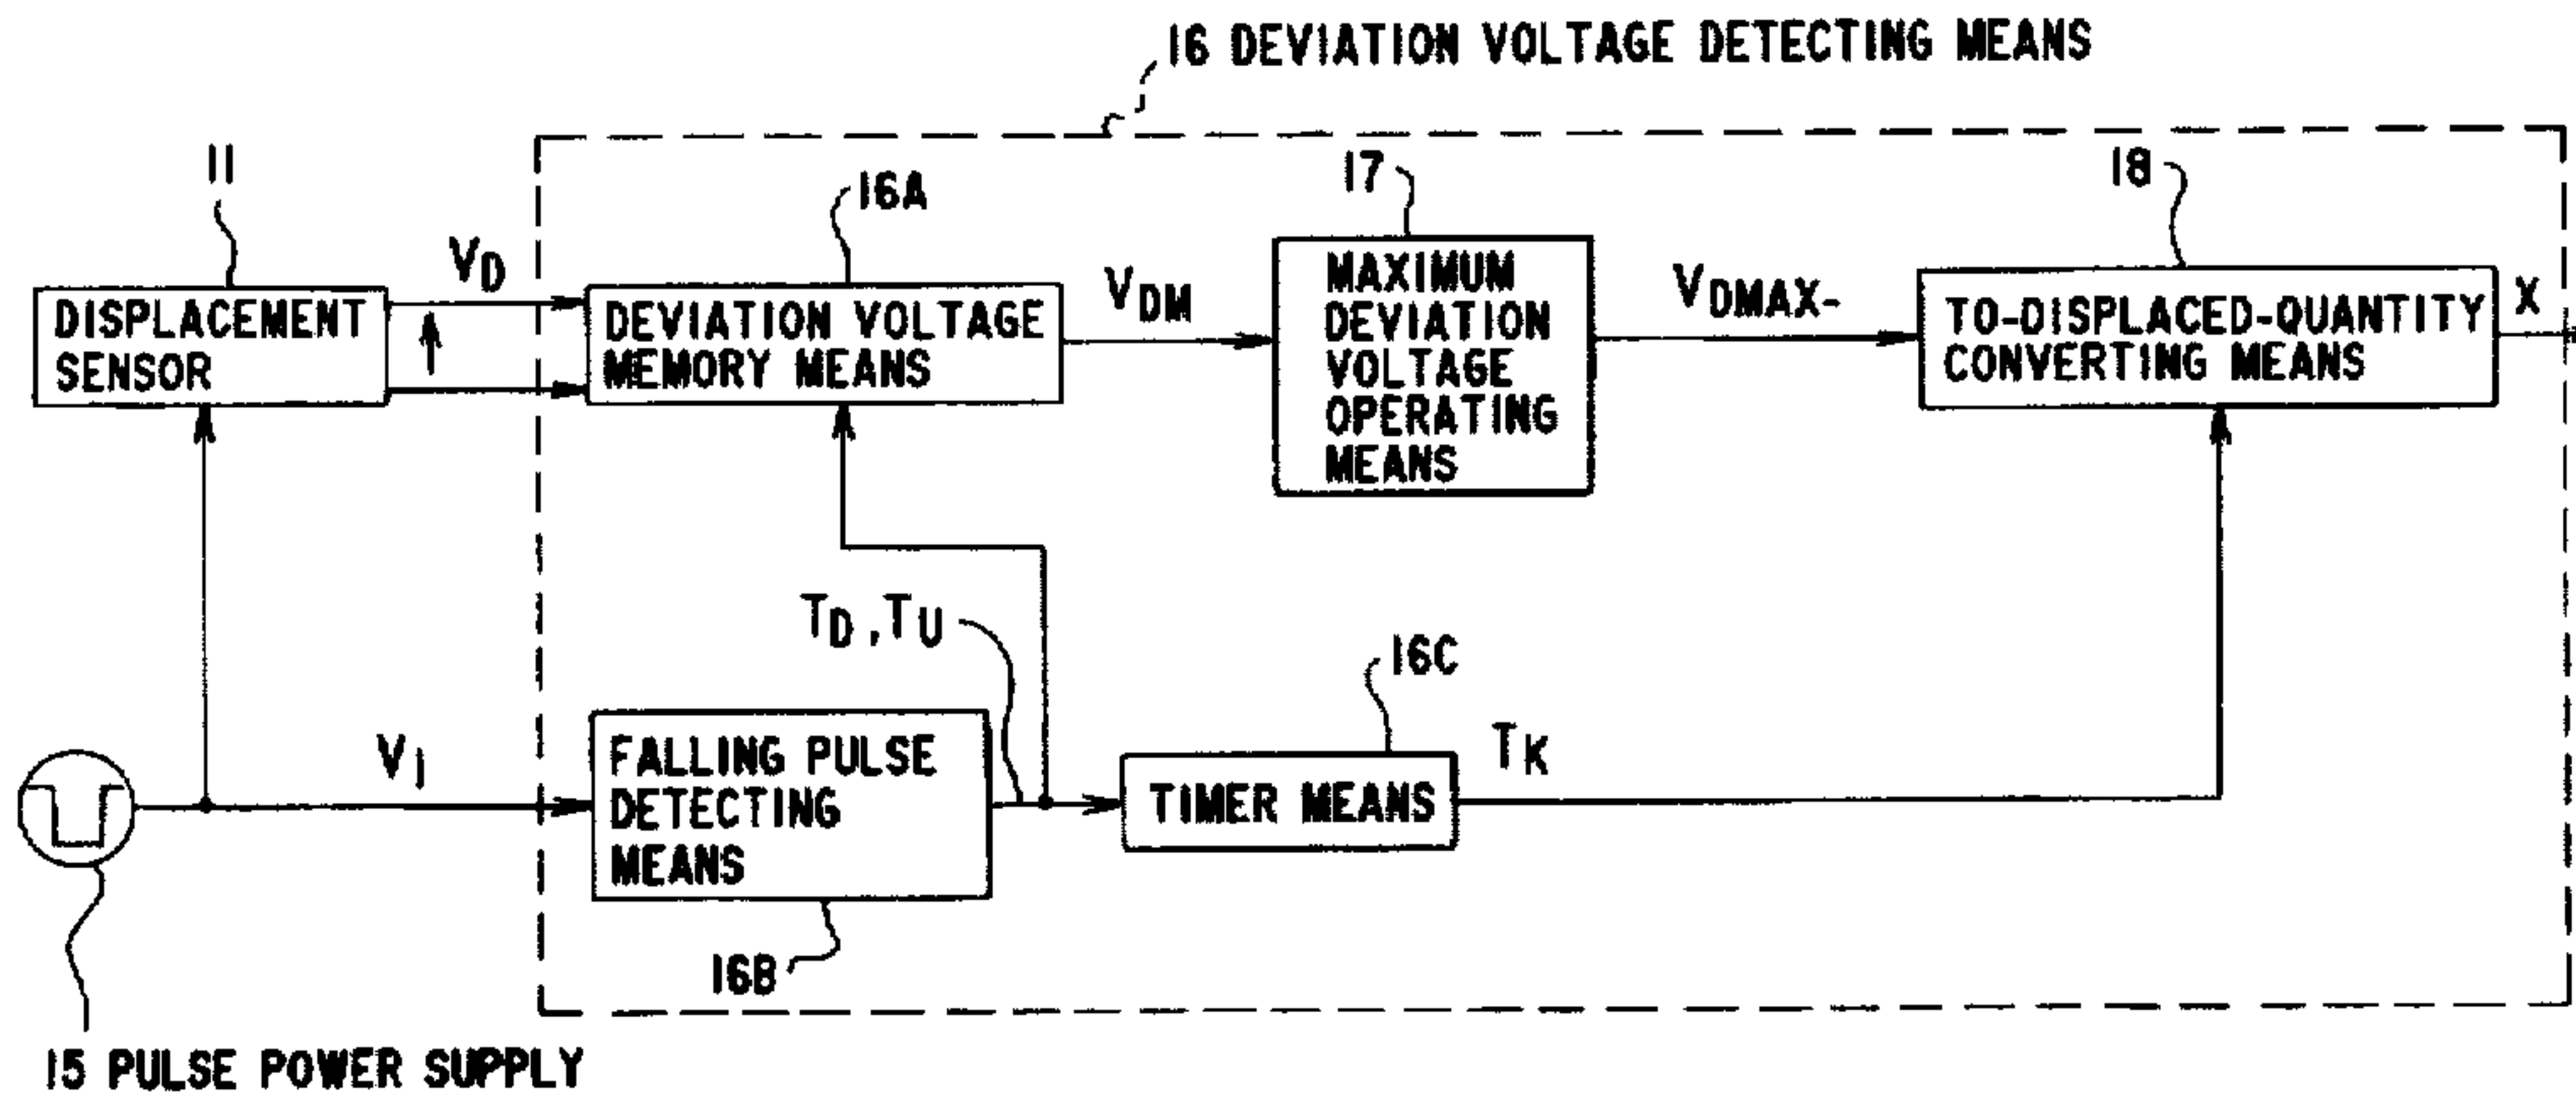 16 DEVIATION VOLTAGE DETECTING MEANS
11
16A
17
18
VD
DISPLACEMENT
SENSOR
DEVIATION VOLTAGE
MEMORY MEANS
VDM
MAXIMUM
DEVIATION
VOLTAGE
OPERATING
MEANS
VDMAX-
TO-DISPLACED-QUANTITY
CONVERTING MEANS
X
TD,TU
16C
VI
FALLING PULSE
DETECTING
MEANS
TIMER MEANS
TK
16B
15 PULSE POWER SUPPLY